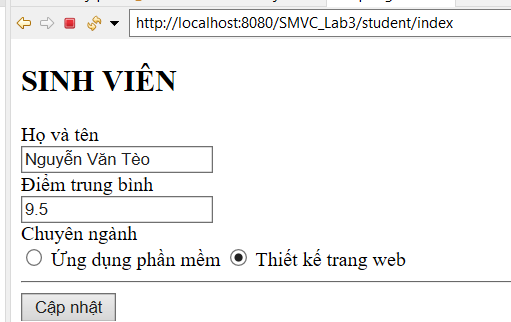 http://localhost:8080/SMVC_Lab3/student/index
SINH VIÊN
Họ và tên
Nguyễn Văn Tèo
Điểm trung bình
9.5
Chuyên ngành
Ứng dụng phần mềm Thiết kế trang web
Cập nhật